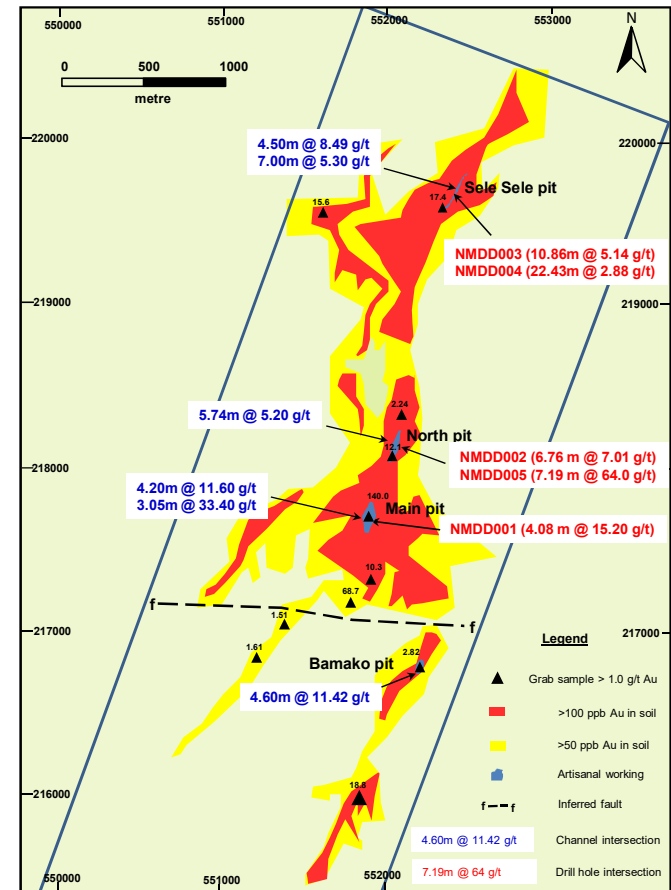 550000
551000
552000
553000
N
0 500 1000
metre
220000
220000
4.50m @ 8.49 g/t
7.00m @ 5.30 g/t
Sele Sele pit
15.6
17.4
NMDD003 (10.86m @ 5.14 g/t)
NMDD004 (22.43m @ 2.88 g/t)
219000
219000
2.24
5.74m @ 5.20 g/t
North pit
12.1
NMDD002 (6.76 m @ 7.01 g/t)
NMDD005 (7.19 m @ 64.0 g/t)
218000
218000
4.20m @ 11.60 g/t
3.05m @ 33.40 g/t
140.0
Main pit
NMDD001 (4.08 m @ 15.20 g/t)
10.3
68.7
f
f
1.51
217000
217000
1.61
Bamako pit
2.82
4.60m @ 11.42 g/t
Legend
Grab sample > 1.0 g/t Au
>100 ppb Au in soil
>50 ppb Au in soil
Artisanal working
f f Inferred fault
4.60m @ 11.42 g/t Channel intersection
7.19m @ 64 g/t Drill hole intersection
216000
18.8
550000
551000
552000